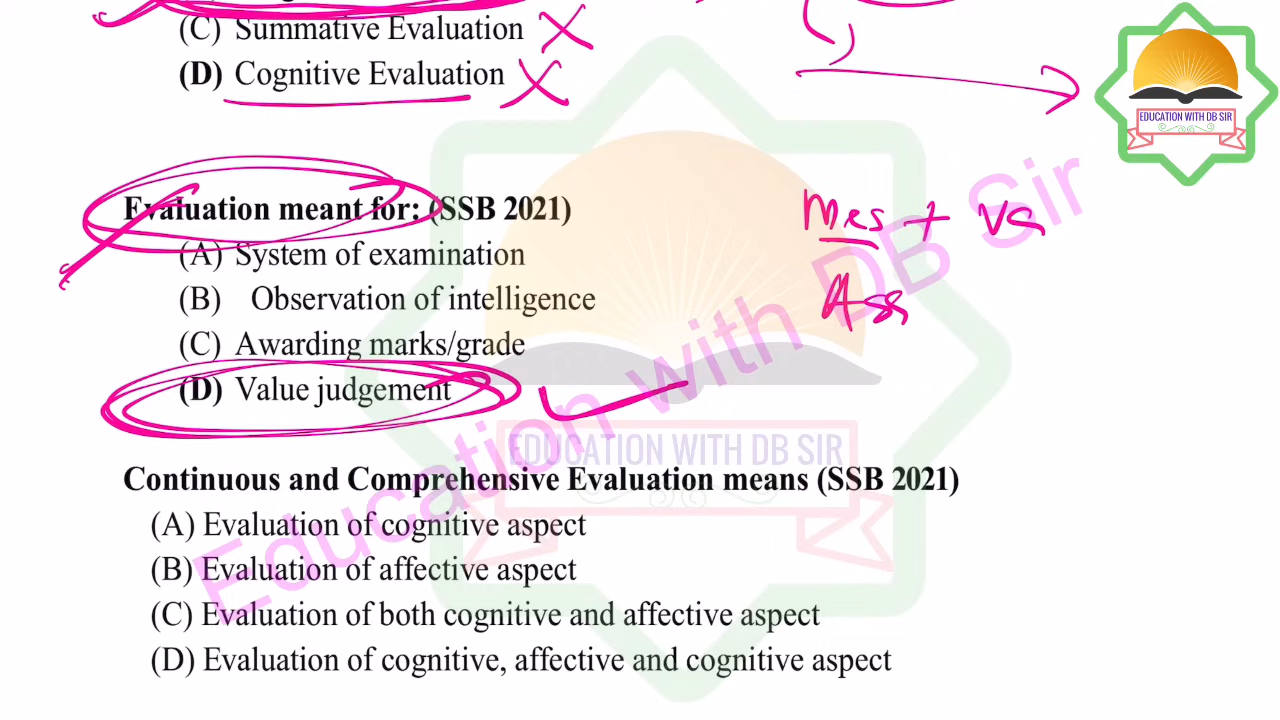 (C) Summative Evaluation
(D) Cognitive Evaluation
EDUCATION WITH DB SIR
Evaluation meant for: (SSB 2021)
(A) System of examination
(B) Observation of intelligence
(C) Awarding marks/grade
(D) Value judgement
Mes +
Ass
EDUCATION WITH DB SIR
Education with DB Sir
Continuous and Comprehensive Evaluation means (SSB 2021)
(A) Evaluation of cognitive aspect
(B) Evaluation of affective aspect
(C) Evaluation of both cognitive and affective aspect
(D) Evaluation of cognitive, affective and cognitive aspect